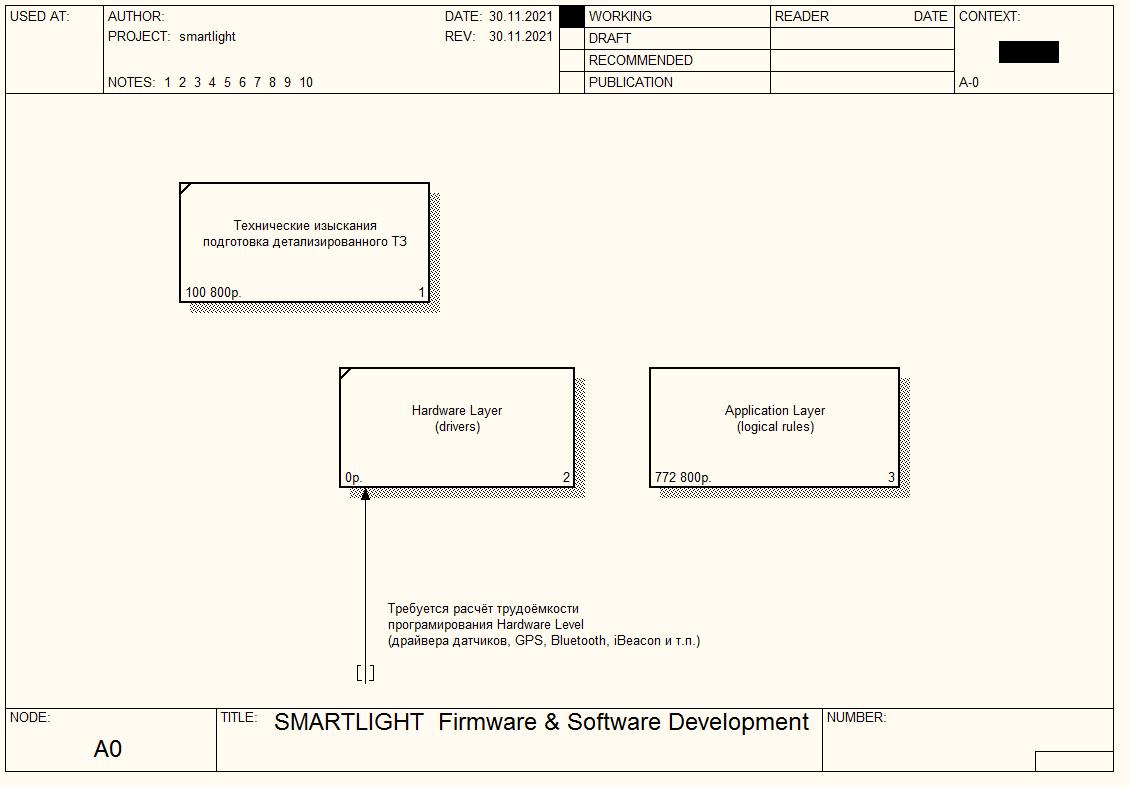 USED AT:
AUTHOR:
DATE: 30.11.2021
PROJECT: smartlight
REV: 30.11.2021
NOTES: 1 2 3 4 5 6 7 8 9 10
WORKING
DRAFT
RECOMMENDED
PUBLICATION
READER DATE
CONTEXT:
A-0
Технические изыскания
подготовка детализированного ТЗ
100 800р. 1
Hardware Layer
(drivers)
0р. 2
Application Layer
(logical rules)
772 800р. 3
Требуется расчёт трудоёмкости
програмирования Hardware Level
(драйвера датчиков, GPS, Bluetooth, iBeacon и т.п.)
NODE:
A0
TITLE: SMARTLIGHT Firmware & Software Development
NUMBER: